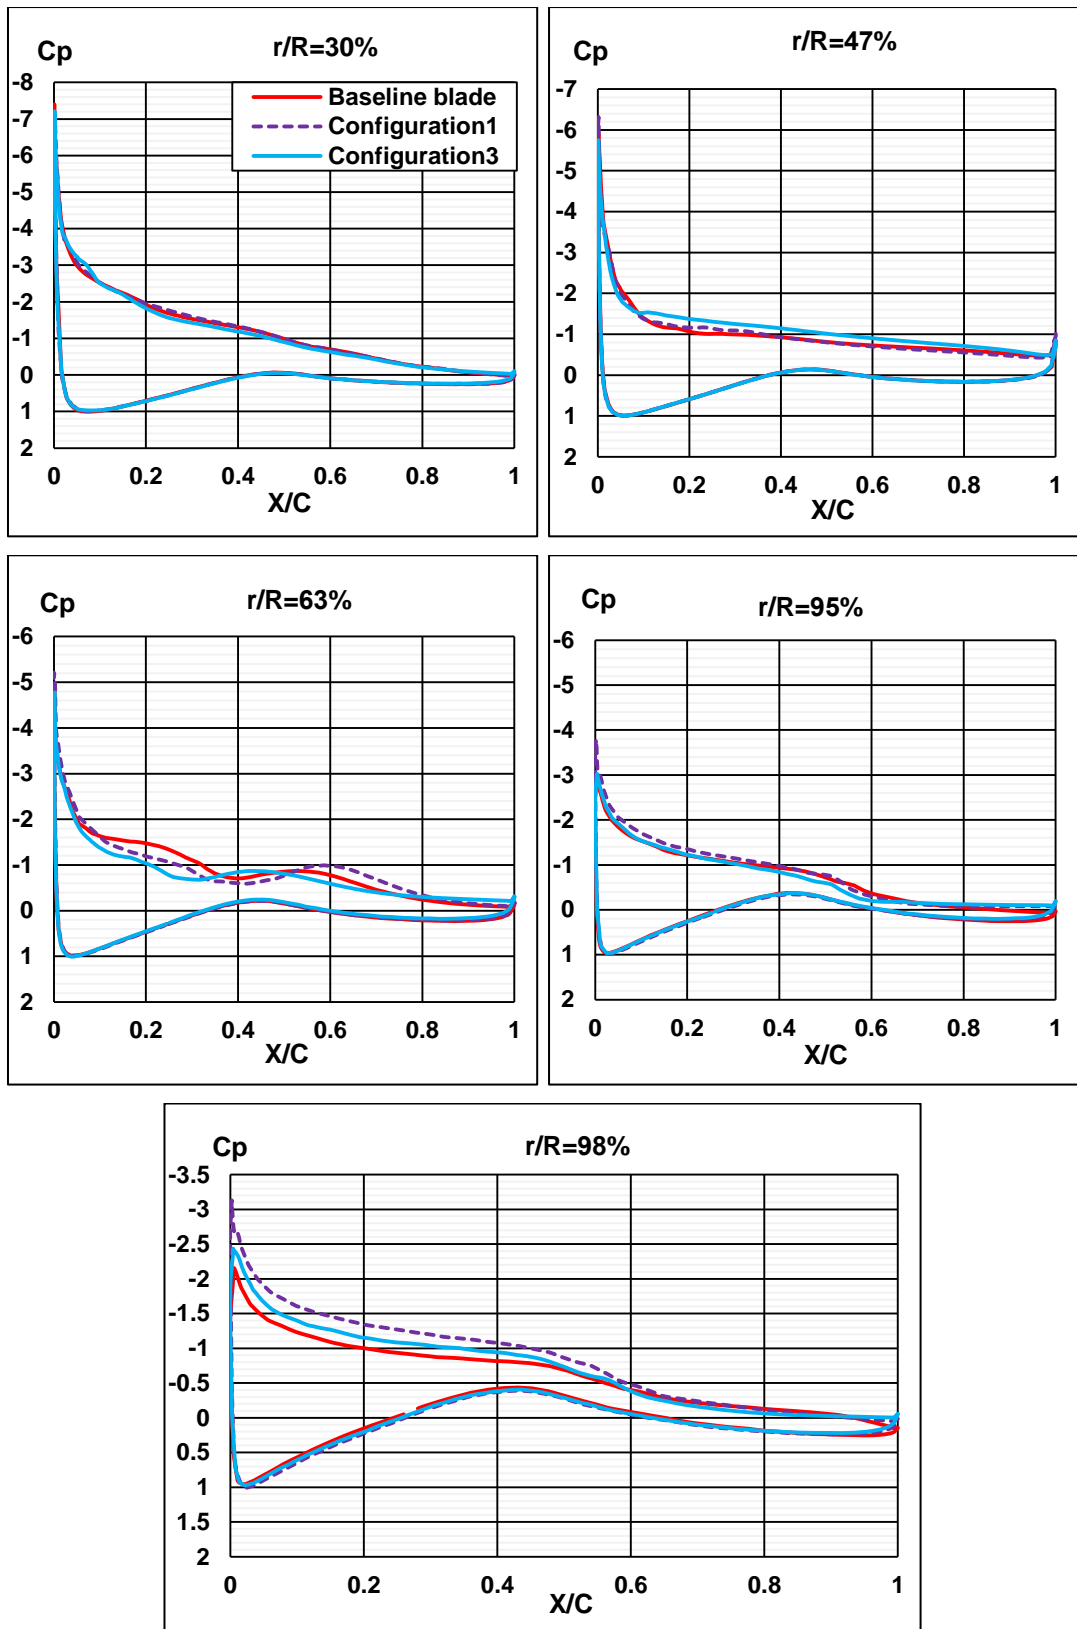 Cp
r/R=30%
-8
-7
-6
-5
-4
-3
-2
-1
0
1
2
Baseline blade
Configuration1
Configuration3
0 0.2 0.4 0.6 0.8 1
X/C
Cp
r/R=47%
-7
-6
-5
-4
-3
-2
-1
0
1
2
0 0.2 0.4 0.6 0.8 1
X/C
Cp
r/R=63%
-6
-5
-4
-3
-2
-1
0
1
2
0 0.2 0.4 0.6 0.8 1
X/C
Cp
r/R=95%
-6
-5
-4
-3
-2
-1
0
1
2
0 0.2 0.4 0.6 0.8 1
X/C
Cp
r/R=98%
-3.5
-3
-2.5
-2
-1.5
-1
-0.5
0
0.5
1
1.5
2
0 0.2 0.4 0.6 0.8 1
X/C